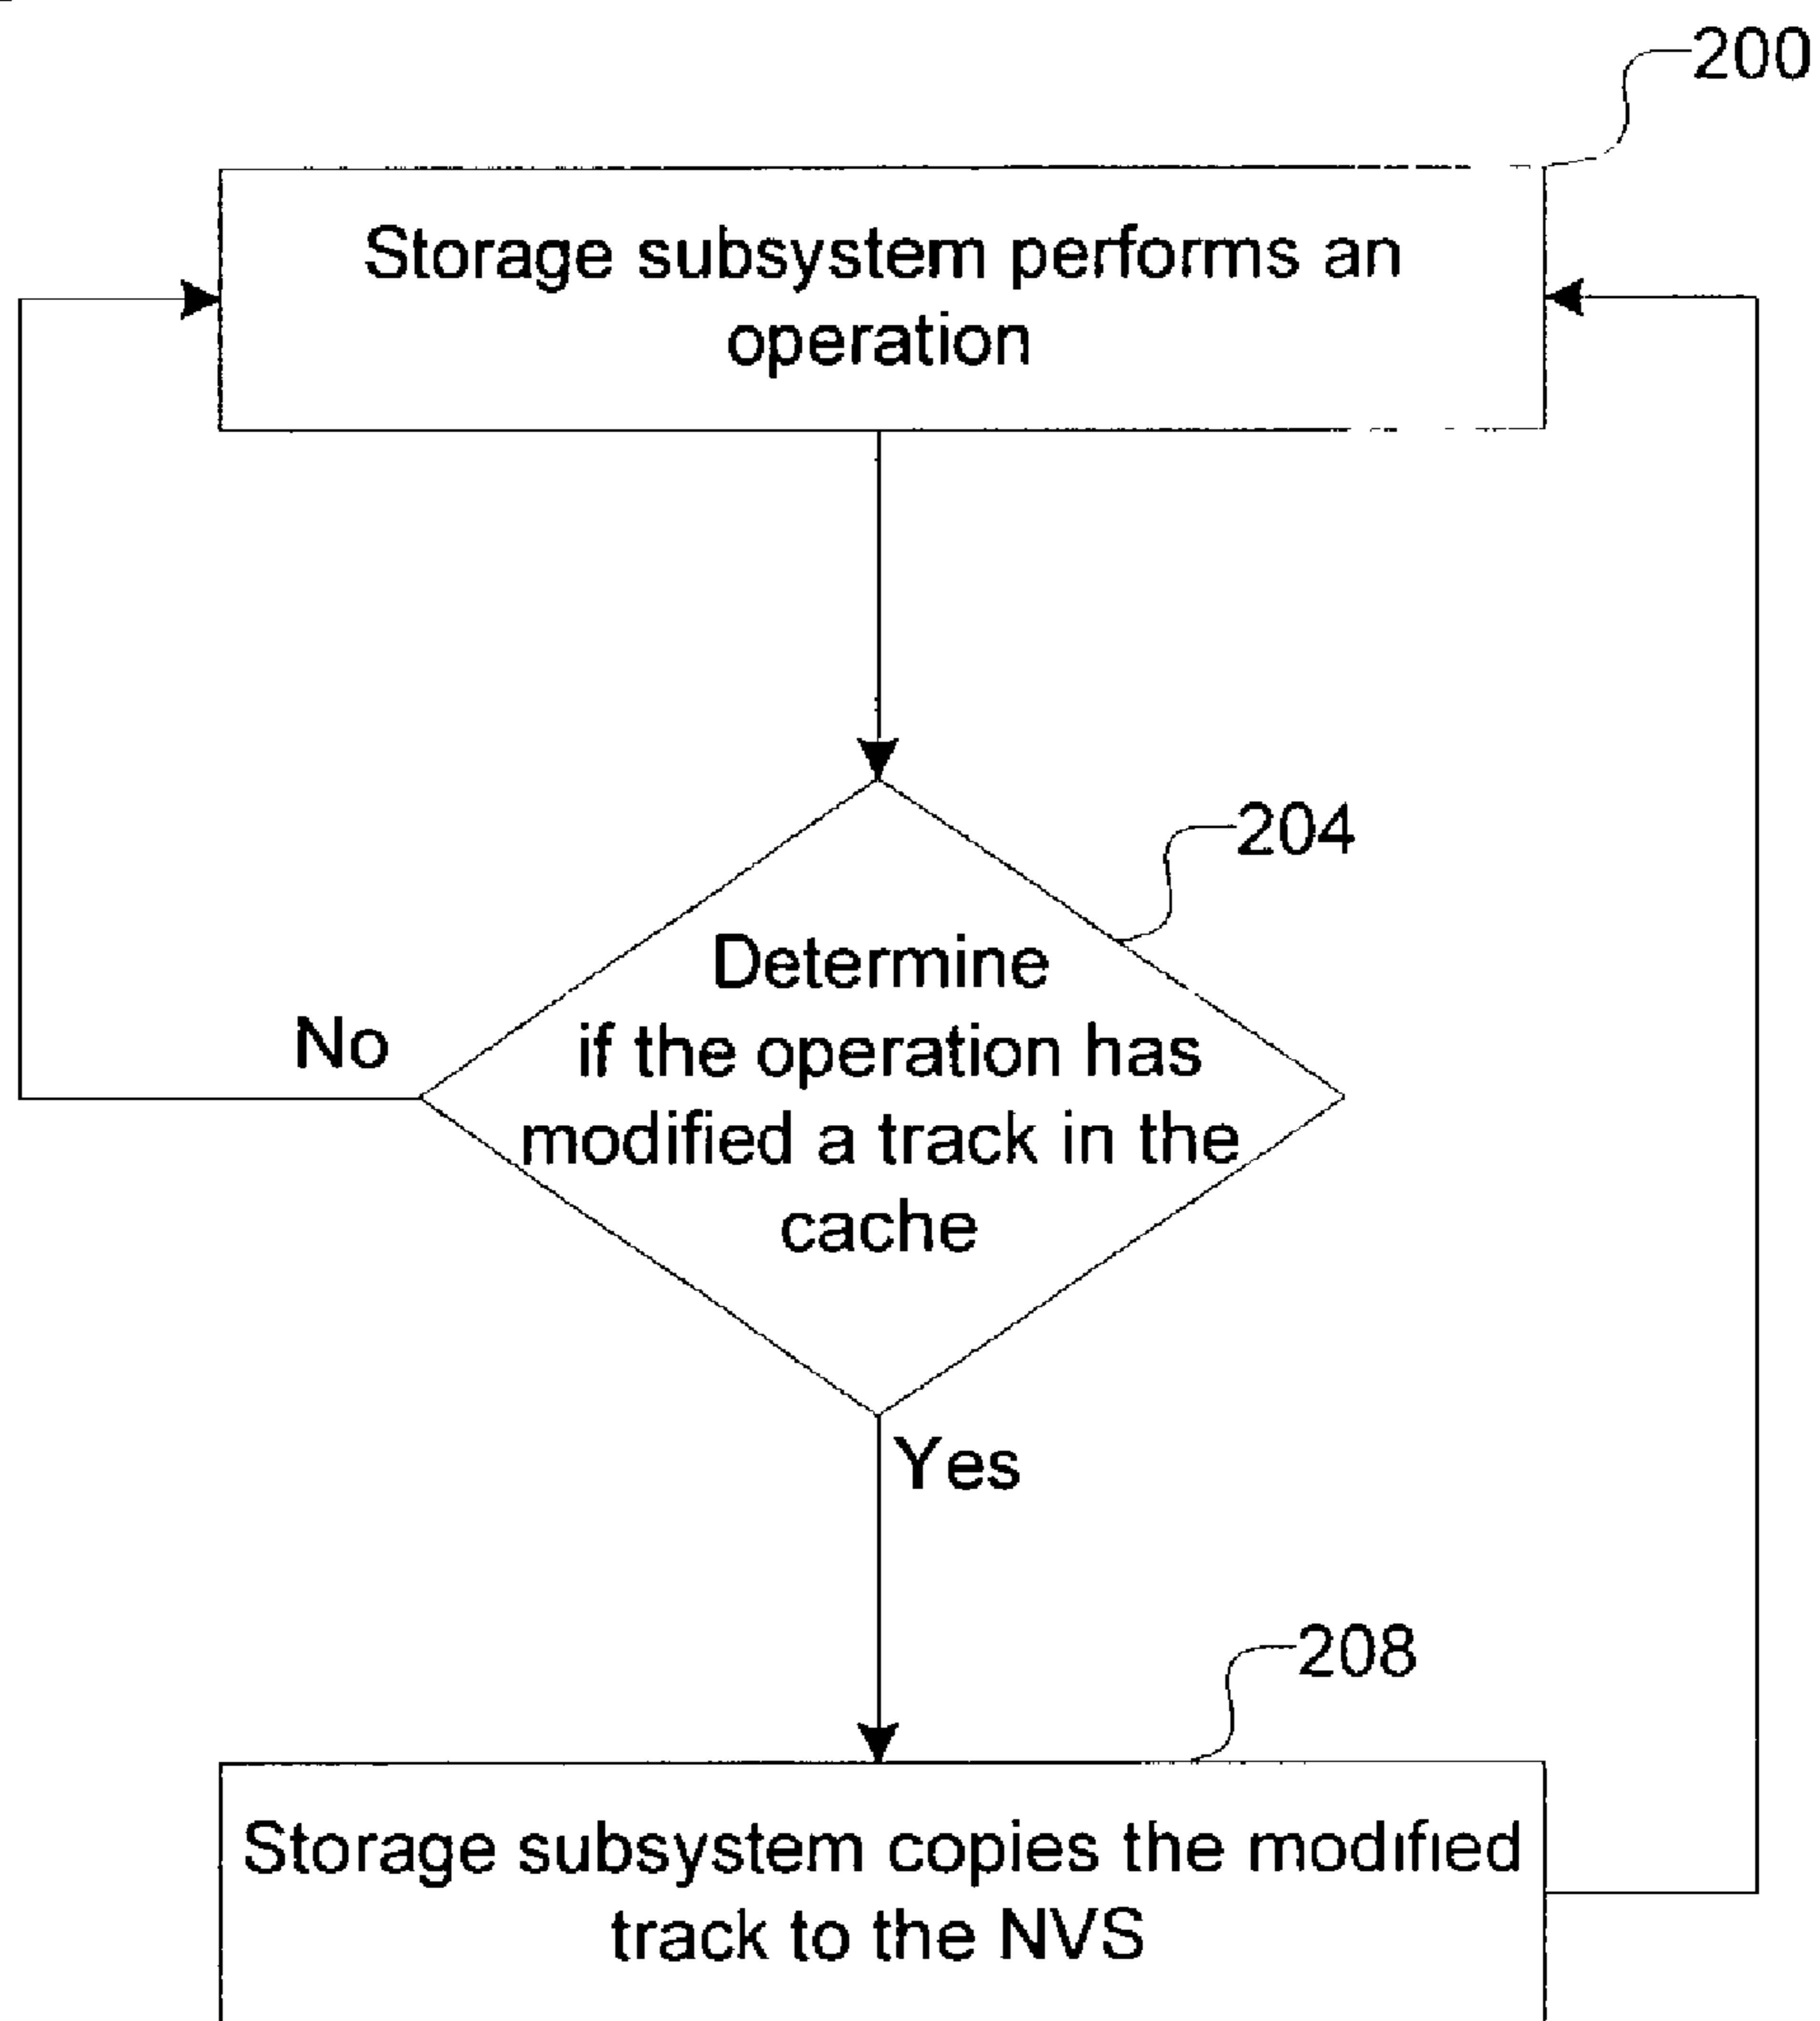 200
Storage subsystem performs an
operation
204
Determine
if the operation has
modified a track in the
cache
No
Yes
208
Storage subsystem copies the modified
track to the NVS